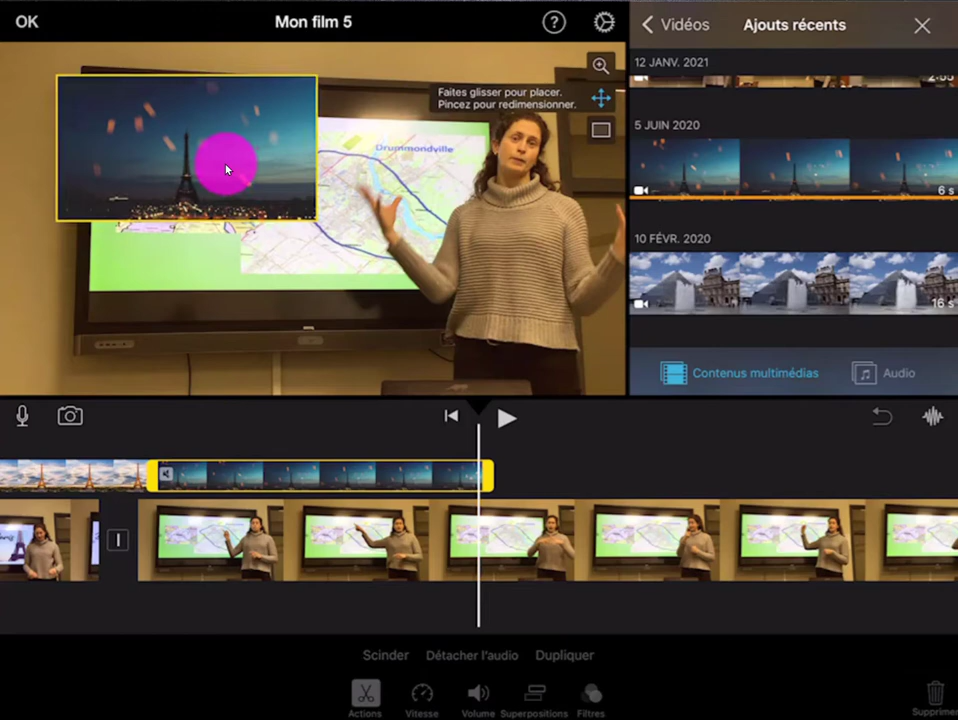 OK
Mon film 5
?
Vidéos
Ajouts récents
12 JANV. 2021
Faites glisser pour placer.
Pincez pour redimensionner.
5 JUIN 2020
Drummondville
6 s
10 FÉVR. 2020
16 s
Contenus multimédias
Audio
Scinder
Détacher l'audio
Dupliquer
Actions
Vitesse
Volume
Superpositions
Filtres
Supprimer